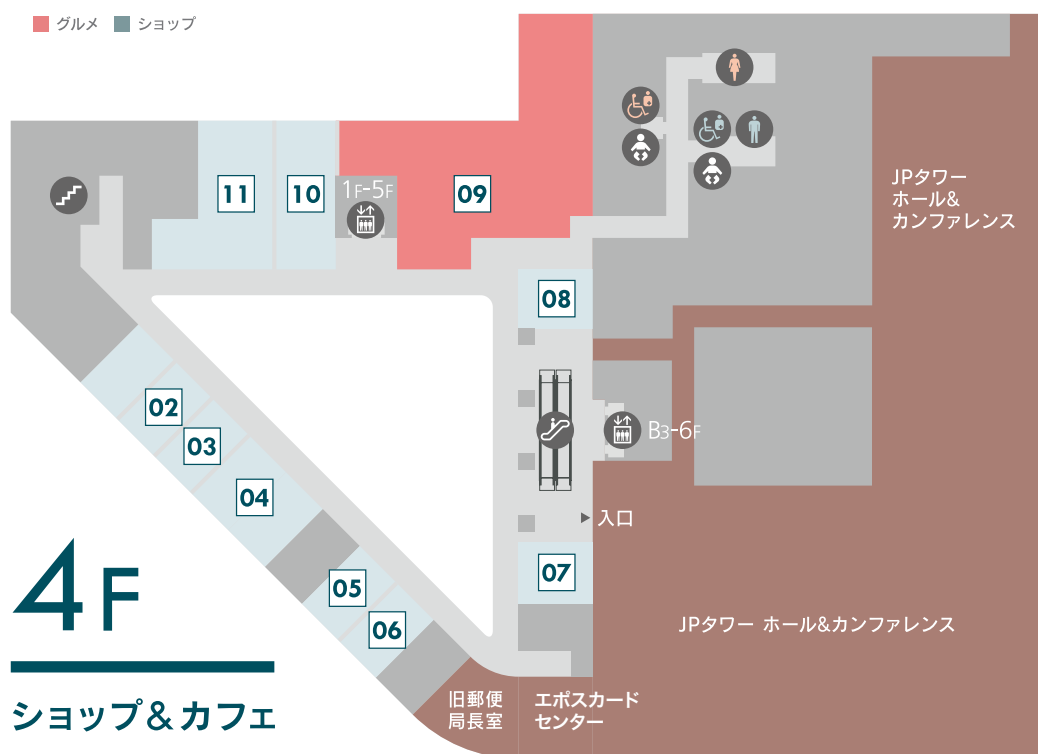 グルメ ショップ
1F-5F
11
10
09
JPタワー
ホール&
カンファレンス
08
02
03
04
B3-6F
入口
05
06
07
4F
ショップ&カフェ
JPタワー ホール&カンファレンス
旧郵便
局長室
エポスカード
センター